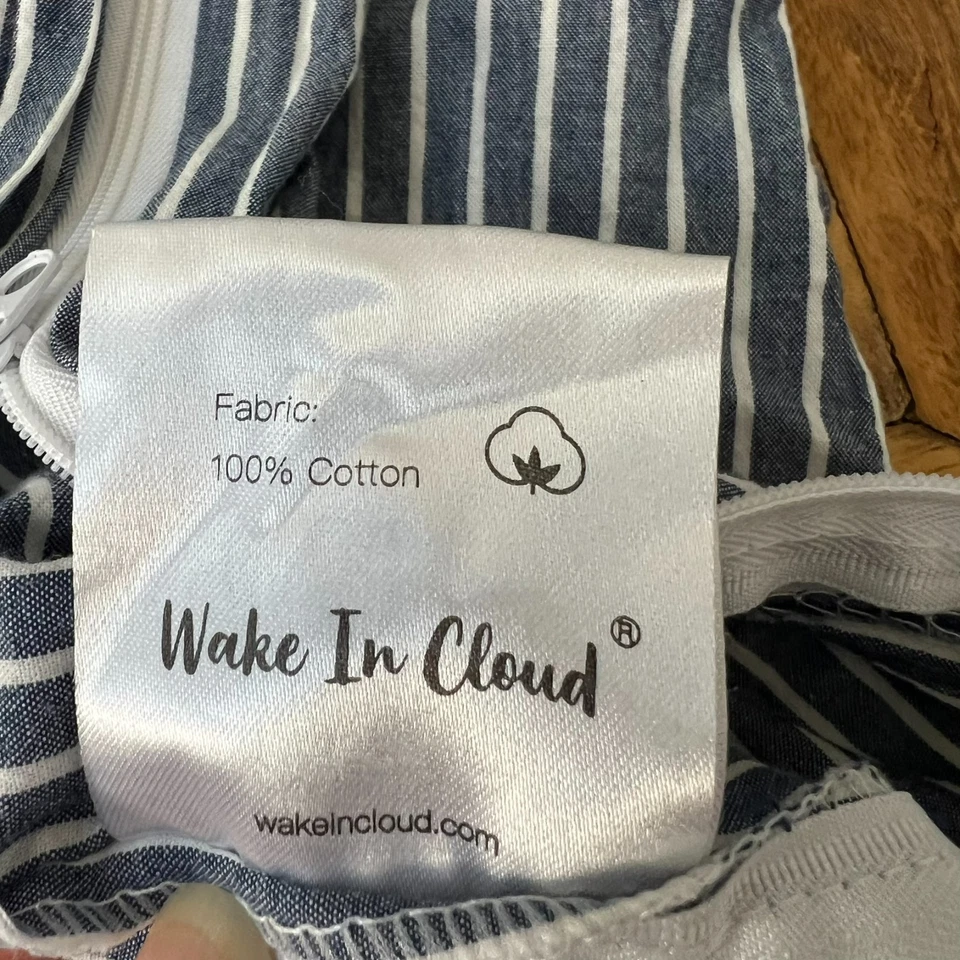 Fabric:
100% Cotton
Wake In Cloud®
wakeincloud.com